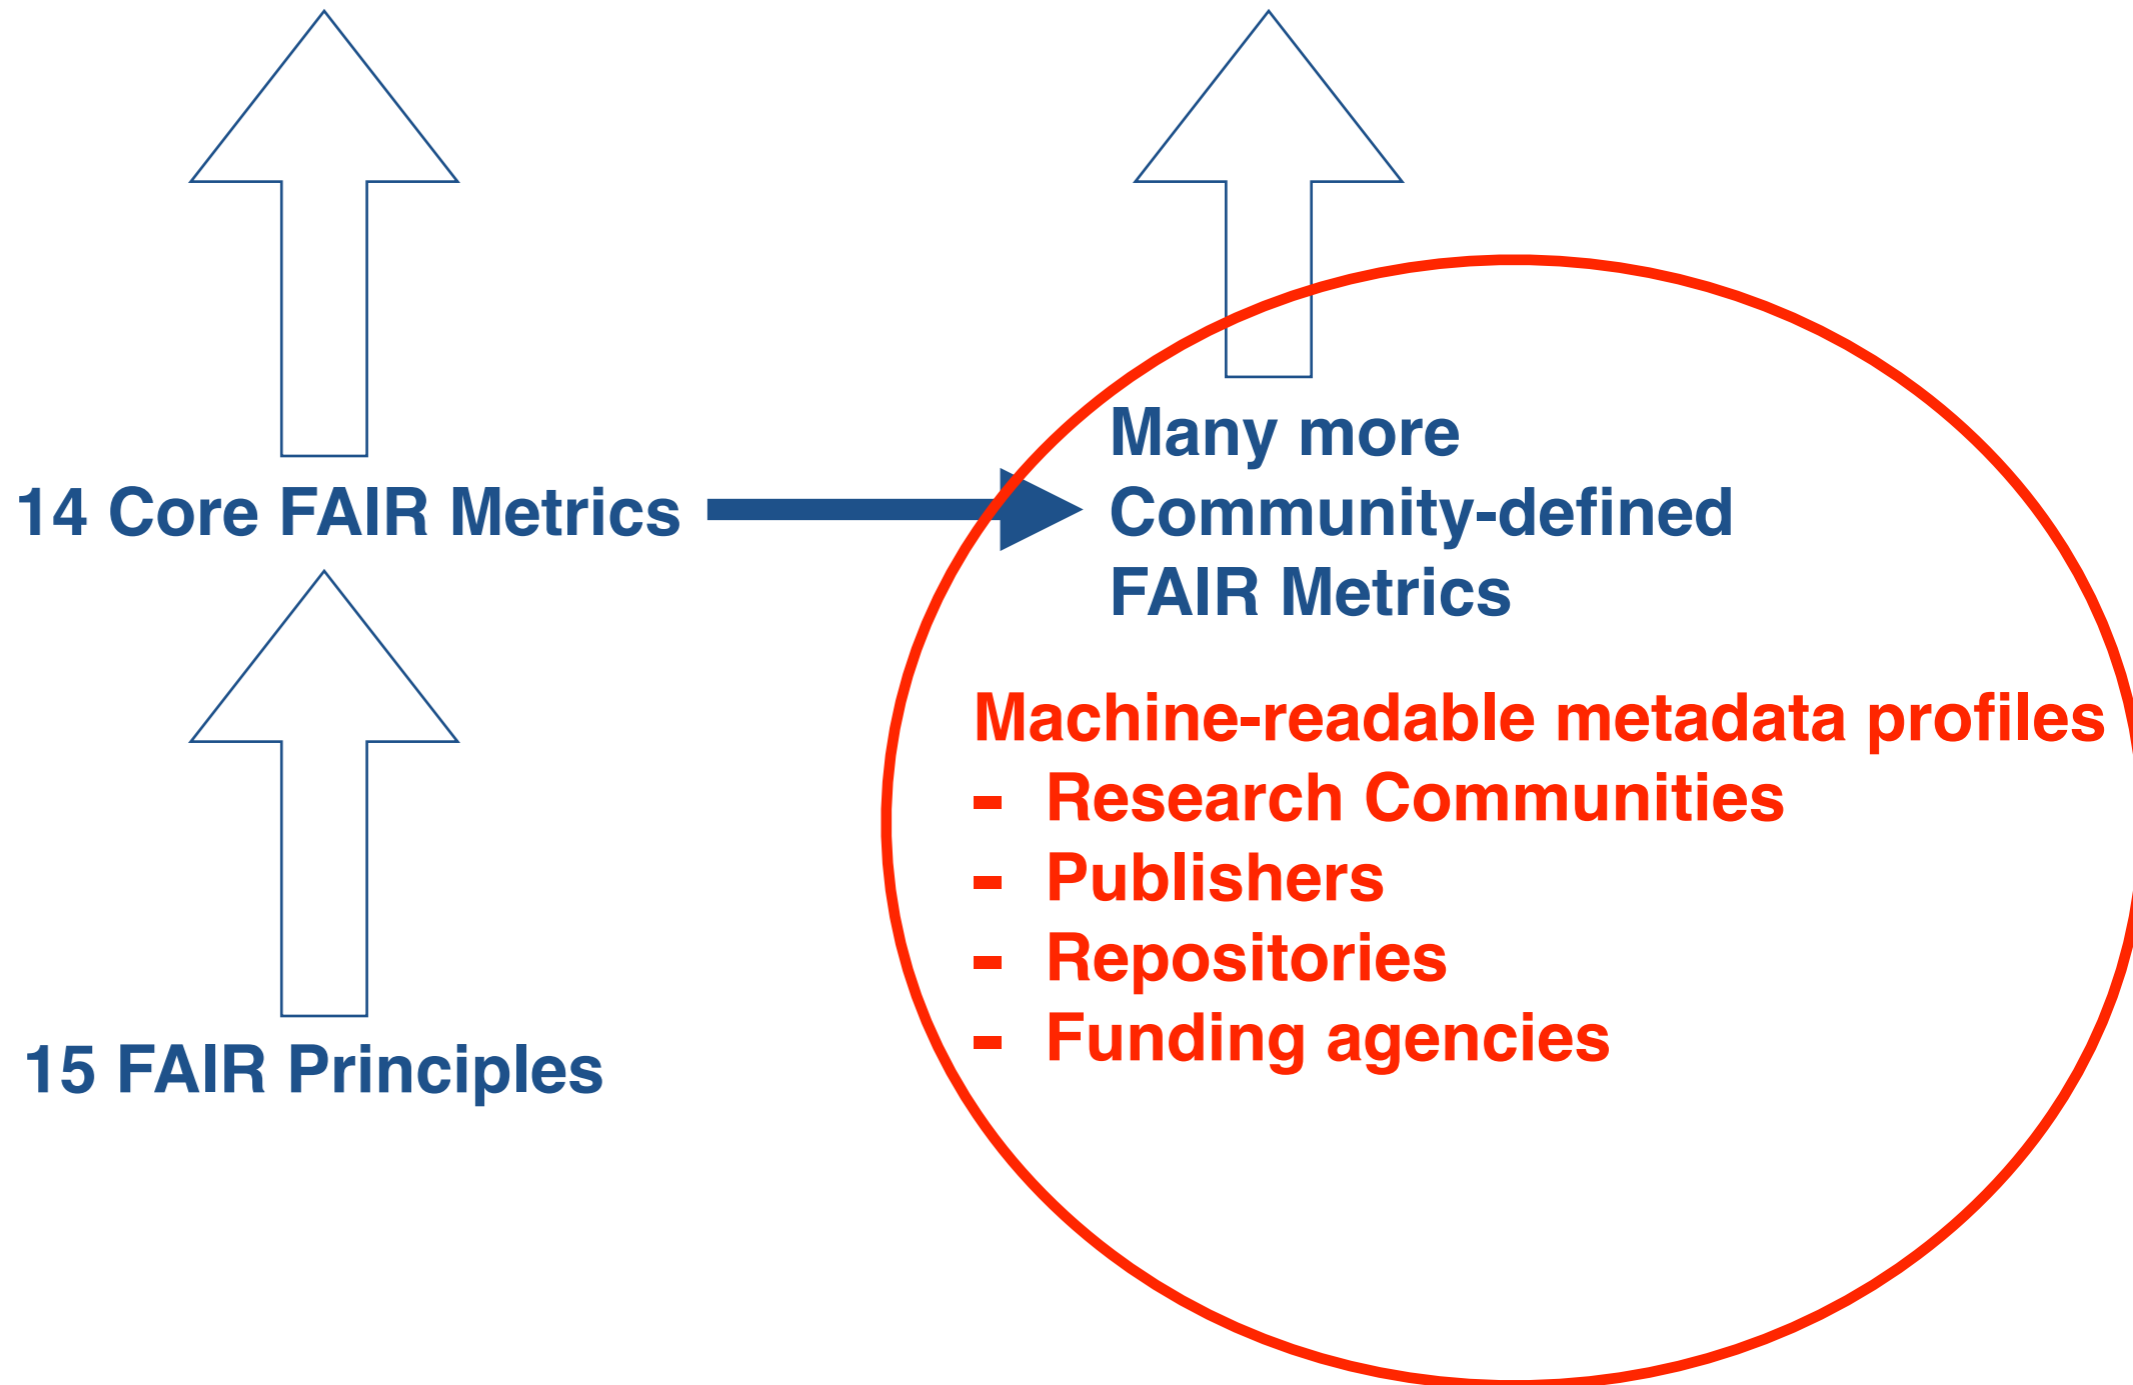 14 Core FAIR Metrics
15 FAIR Principles
Many more
Community-defined
FAIR Metrics
Machine-readable metadata profiles
- Research Communities
- Publishers
- Repositories
- Funding agencies